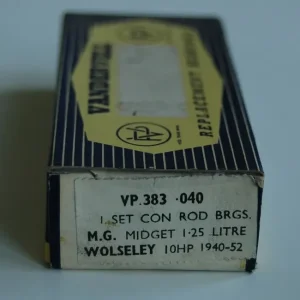 VANDERVELL
VP
REPLACEMENT BEARINGS
VP.383 .040
1 SET CON ROD BRGS.
M.G. MIDGET 1.25 LITRE
WOLSELEY 10HP 1940-52